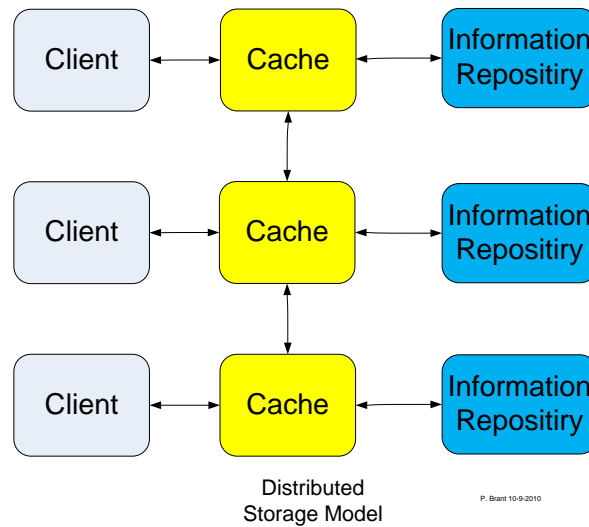 Client
Cache
Information
Repositiry
Client
Cache
Information
Repositiry
Client
Cache
Information
Repositiry
Distributed
Storage Model
P. Brant 10-9-2010